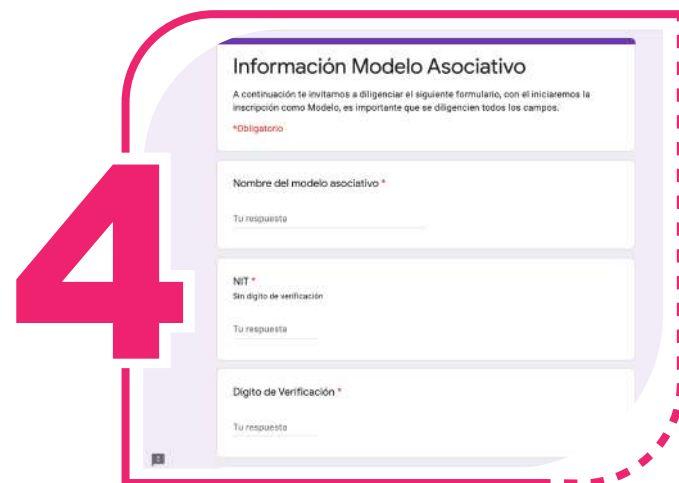 4
Información Modelo Asociativo
A continuación te invitamos a diligenciar el siguiente formulario, con el iniciaremos la
inscripción como Modelo, es importante que se diligencien todos los campos.
*Obligatorio
Nombre del modelo asociativo *
Tu respuesta
NIT *
Sin digito de verificación
Tu respuesta
Digito de Verificación *
Tu respuesta